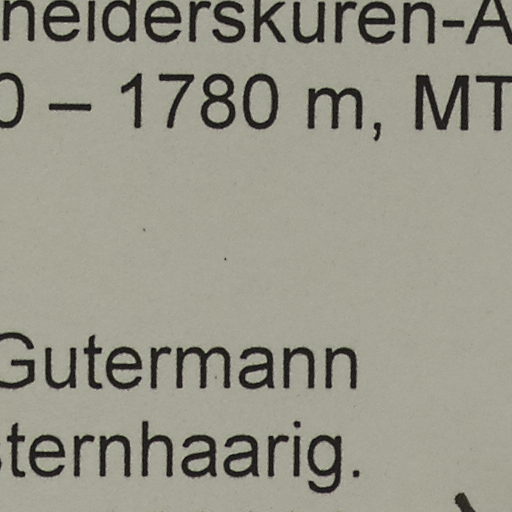 neiderskuren-A
0 – 1780 m, MT
Gutermann
sternhaarig.